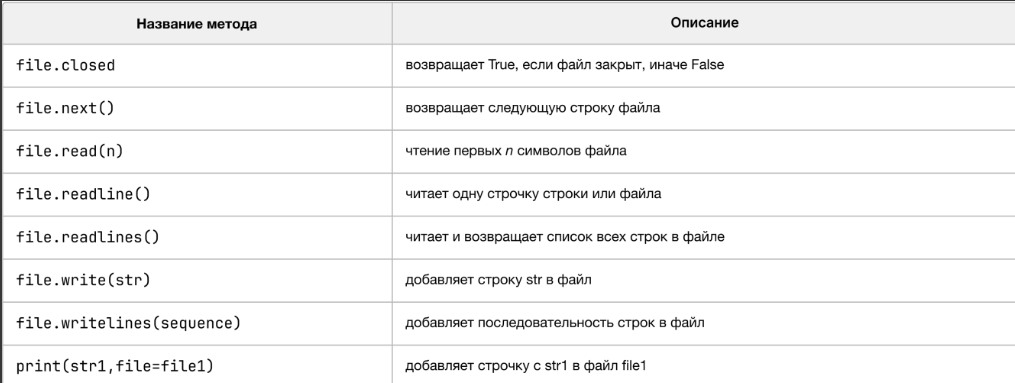 Название метода Описание
file.closed возвращает True, если файл закрыт, иначе False
file.next() возвращает следующую строку файла
file.read(n) чтение первых n символов файла
file.readline() читает одну строчку строки или файла
file.readlines() читает и возвращает список всех строк в файле
file.write(str) добавляет строку str в файл
file.writelines(sequence) добавляет последовательность строк в файл
print(str1,file=file1) добавляет строчку с str1 в файл file1